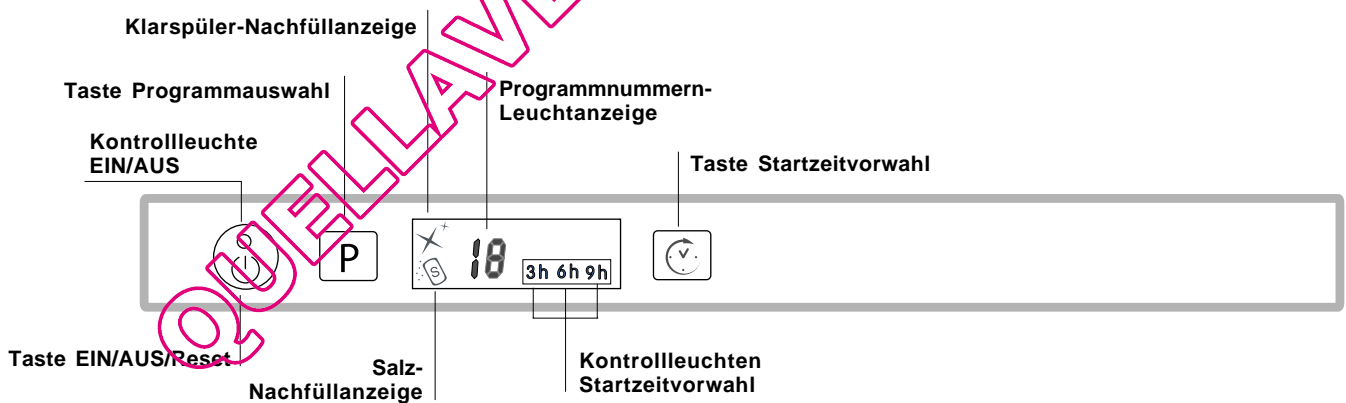 Klarspüler-Nachfüllanzeige
Taste Programmauswahl
Programmnummern-
Leuchtanzeige
Kontrollleuchte
EIN/AUS
Taste Startzeitvorwahl
P
18
S
3h 6h 9h
Taste EIN/AUS/Reset
Salz-
Nachfüllanzeige
Kontrollleuchten
Startzeitvorwahl
QUELLAVE